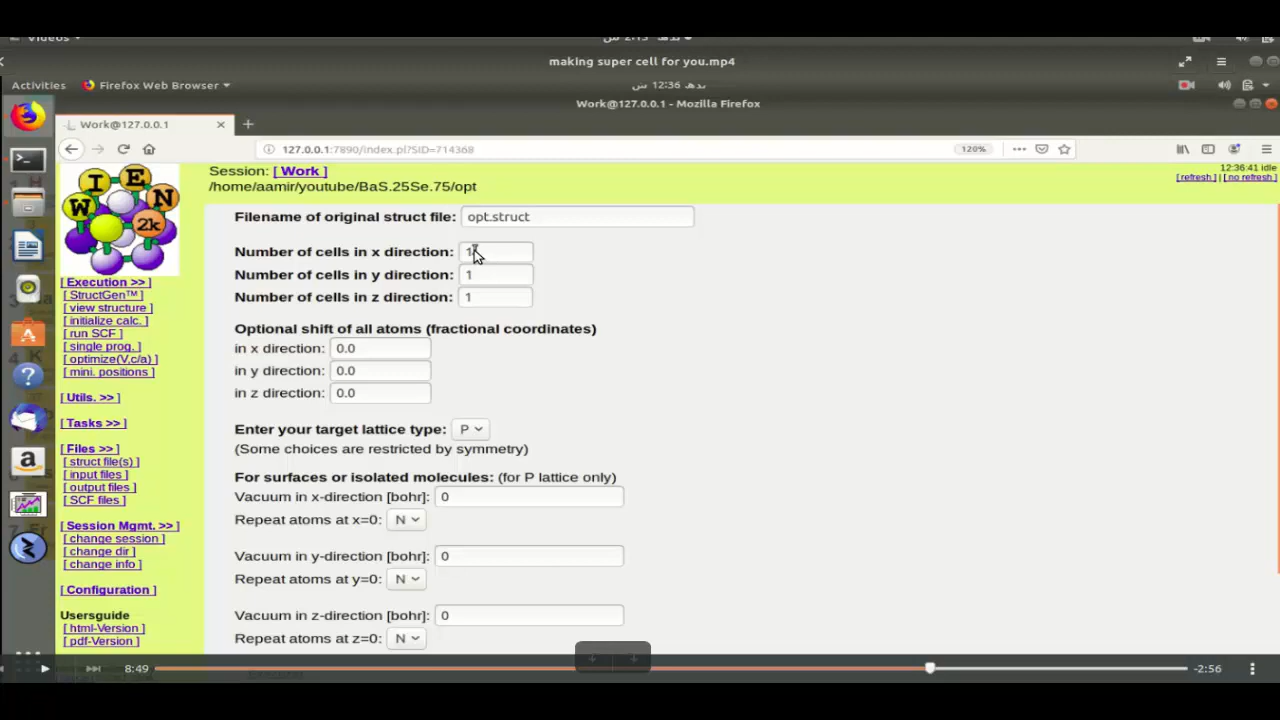 Videos
making super cell for you.mp4
Activities Firefox Web Browser
12:36
Work@127.0.0.1 - Mozilla Firefox
Work@127.0.0.1
127.0.0.1:7890/index.pl?SID=714368 120%
Session: [ Work ]
/home/aamir/youtube/BaS.25Se.75/opt
12:36:41 idle
[ refresh ] [ no refresh ]
W I E N 2k
[ Execution >> ]
[ StructGen™ ]
[ view structure ]
[ initialize calc. ]
[ run SCF ]
[ single prog. ]
[ optimize(V,c/a) ]
[ mini. positions ]
[ Utils. >> ]
[ Tasks >> ]
[ Files >> ]
[ struct file(s) ]
[ input files ]
[ output files ]
[ SCF files ]
[ Session Mgmt. >> ]
[ change session ]
[ change dir ]
[ change info ]
[ Configuration ]
Usersguide
[ html-Version ]
[ pdf-Version ]
Filename of original struct file: opt.struct
Number of cells in x direction: 1
Number of cells in y direction: 1
Number of cells in z direction: 1
Optional shift of all atoms (fractional coordinates)
in x direction: 0.0
in y direction: 0.0
in z direction: 0.0
Enter your target lattice type: P
(Some choices are restricted by symmetry)
For surfaces or isolated molecules: (for P lattice only)
Vacuum in x-direction [bohr]: 0
Repeat atoms at x=0: N
Vacuum in y-direction [bohr]: 0
Repeat atoms at y=0: N
Vacuum in z-direction [bohr]: 0
Repeat atoms at z=0: N
8:49 -2:56